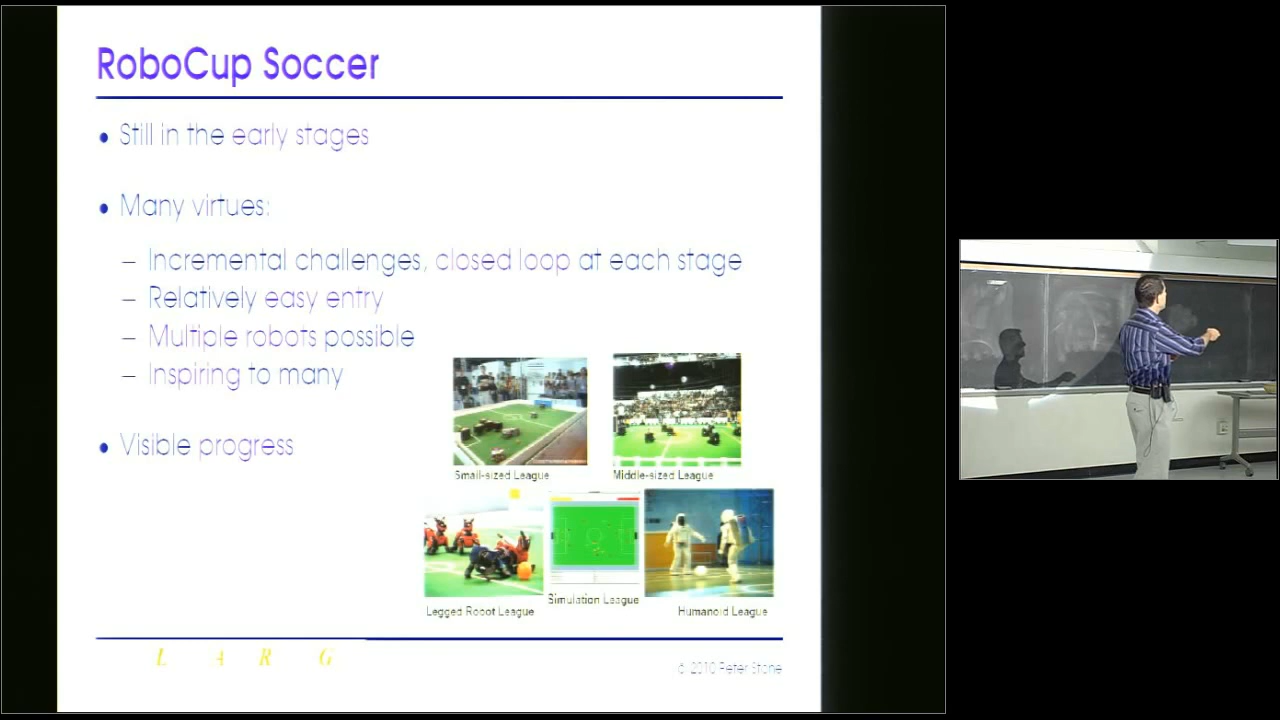 RoboCup Soccer
• Still in the early stages
• Many virtues:
– Incremental challenges, closed loop at each stage
– Relatively easy entry
– Multiple robots possible
– Inspiring to many
• Visible progress
Small-sized League
Middle-sized League
Legged Robot League
Simulation League
Humanoid League
L A R G
© 2010 Peter Stone